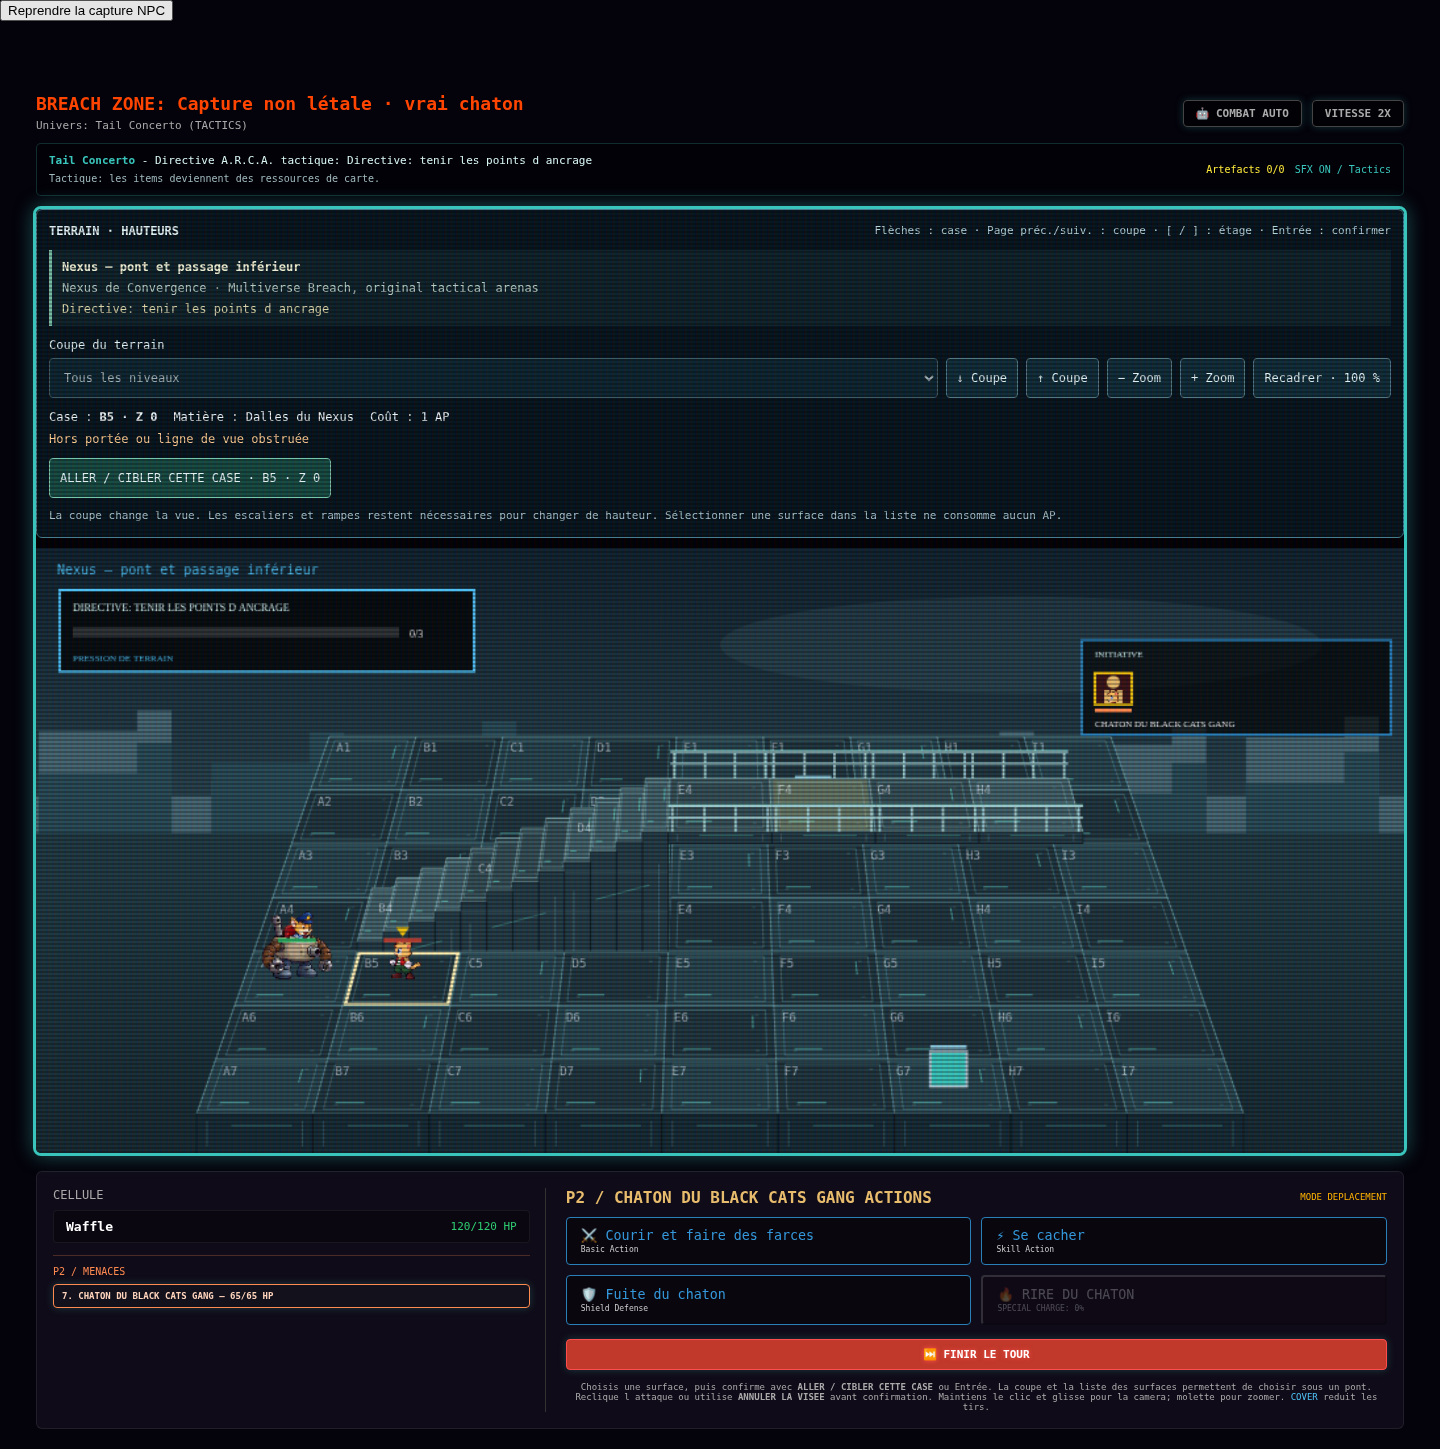 Reprendre la capture NPC
BREACH ZONE: Capture non létale · vrai chaton
Univers: Tail Concerto (TACTICS)
🤖 COMBAT AUTO
VITESSE 2X
Tail Concerto - Directive A.R.C.A. tactique: Directive: tenir les points d ancrage
Tactique: les items deviennent des ressources de carte.
Artefacts 0/0 SFX ON / Tactics
TERRAIN · HAUTEURS
Flèches : case · Page préc./suiv. : coupe · [ / ] : étage · Entrée : confirmer
Nexus — pont et passage inférieur
Nexus de Convergence · Multiverse Breach, original tactical arenas
Directive: tenir les points d ancrage
Coupe du terrain
Tous les niveaux
↓ Coupe
↑ Coupe
− Zoom
+ Zoom
Recadrer · 100 %
Case : B5 · Z 0 Matière : Dalles du Nexus Coût : 1 AP
Hors portée ou ligne de vue obstruée
ALLER / CIBLER CETTE CASE · B5 · Z 0
La coupe change la vue. Les escaliers et rampes restent nécessaires pour changer de hauteur. Sélectionner une surface dans la liste ne consomme aucun AP.
Nexus — pont et passage inférieur
DIRECTIVE: TENIR LES POINTS D ANCRAGE
0/3
PRESSION DE TERRAIN
INITIATIVE
CHATON DU BLACK CATS GANG
A1 B1 C1 D1 E1 F1 G1 H1 I1
E4 F4 G4 H4
A2 B2 C2
D4
A3 B3 C4 E3 F3 G3 H3 I3
A4 B4 E4 F4 G4 H4 I4
B5 C5 D5 E5 F5 G5 H5 I5
A6 B6 C6 D6 E6 F6 G6 H6 I6
A7 B7 C7 D7 E7 F7 G7 H7 I7
CELLULE
Waffle 120/120 HP
P2 / MENACES
7. CHATON DU BLACK CATS GANG — 65/65 HP
P2 / CHATON DU BLACK CATS GANG ACTIONS
MODE DEPLACEMENT
⚔️ Courir et faire des farces
Basic Action
⚡ Se cacher
Skill Action
🛡️ Fuite du chaton
Shield Defense
🔥 RIRE DU CHATON
SPECIAL CHARGE: 0%
⏭️ FINIR LE TOUR
Choisis une surface, puis confirme avec ALLER / CIBLER CETTE CASE ou Entrée. La coupe et la liste des surfaces permettent de choisir sous un pont.
Reclique l attaque ou utilise ANNULER LA VISEE avant confirmation. Maintiens le clic et glisse pour la camera; molette pour zoomer. COVER reduit les
tirs.